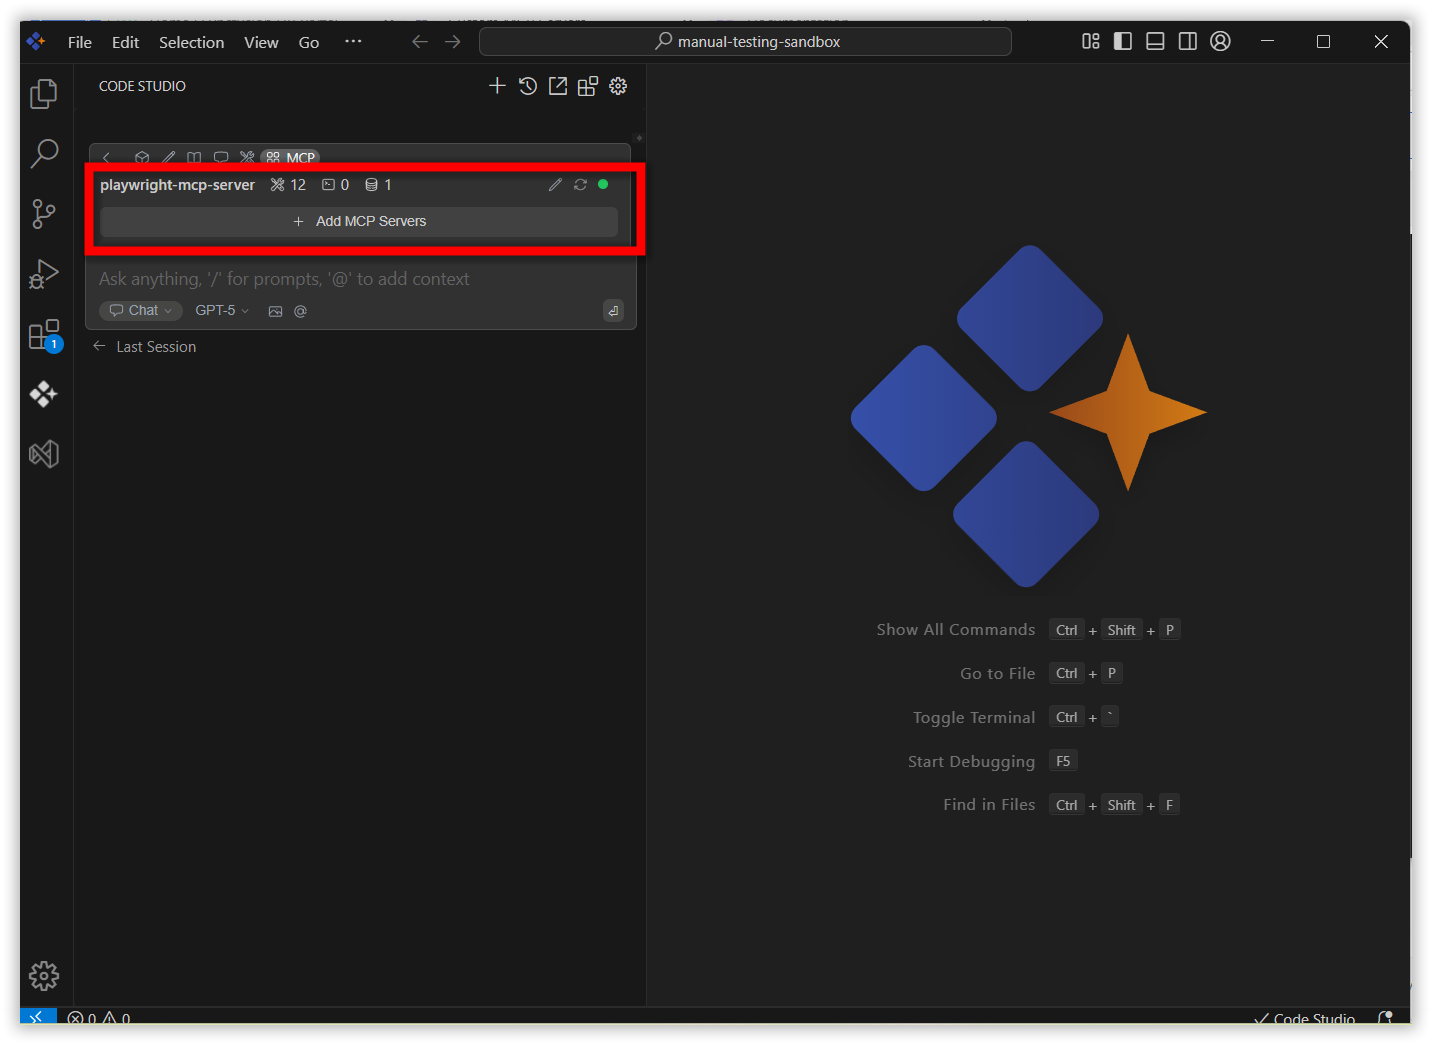 File Edit Selection View Go ··· manual-testing-sandbox
CODE STUDIO
MCP
playwright-mcp-server 12 0 1
+ Add MCP Servers
Ask anything, '/' for prompts, '@' to add context
Chat GPT-5 @
← Last Session
1
Show All Commands Ctrl + Shift + P
Go to File Ctrl + P
Toggle Terminal Ctrl + `
Start Debugging F5
Find in Files Ctrl + Shift + F
0 0 Code Studio